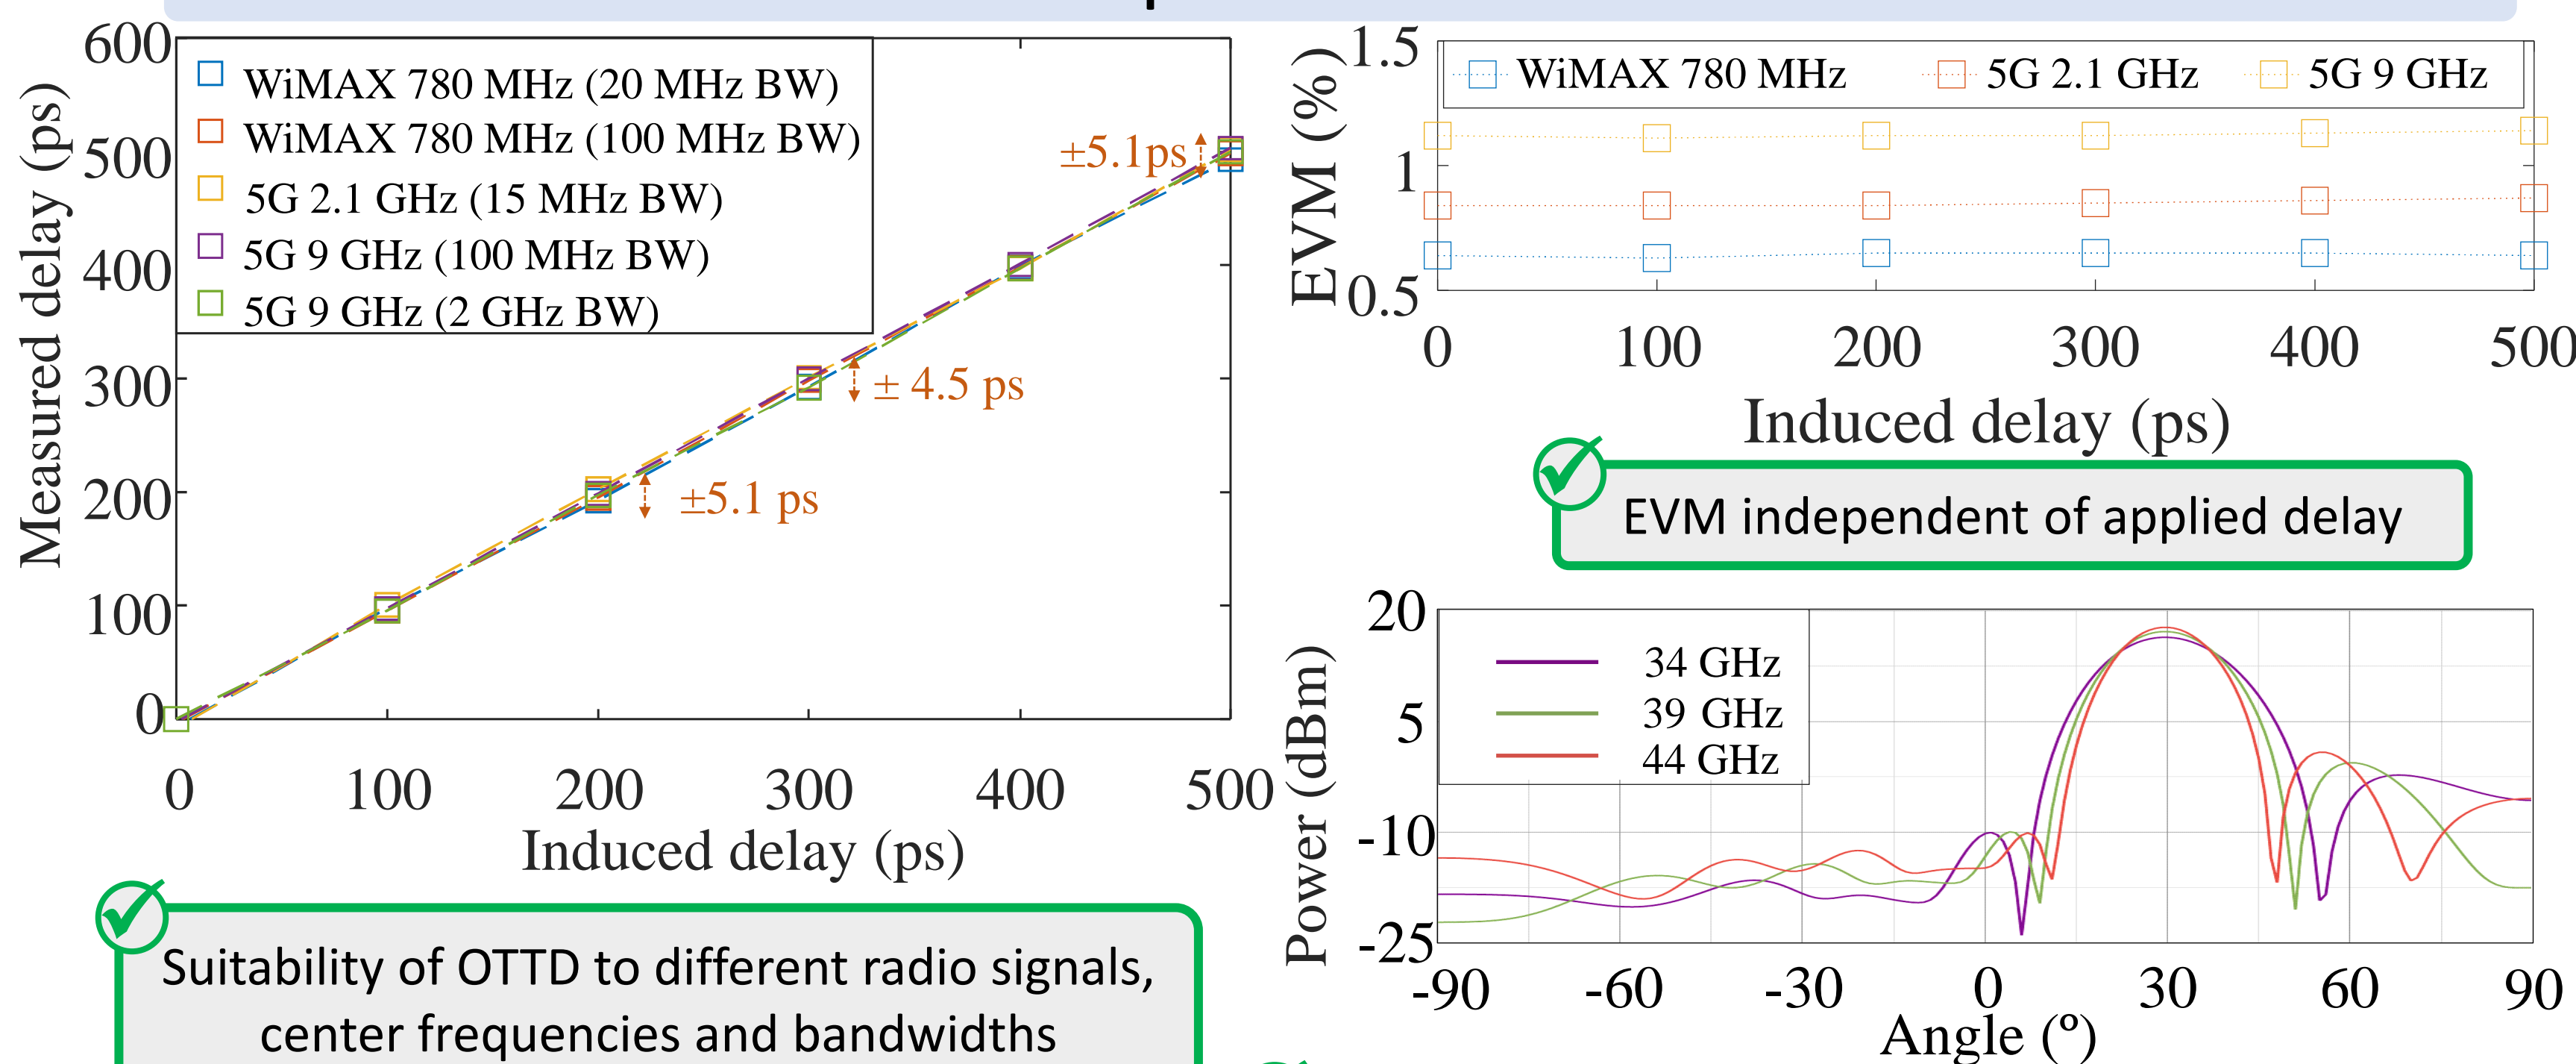 600
500
400
300
200
100
0
Measured delay (ps)
WiMAX 780 MHz (20 MHz BW)
WiMAX 780 MHz (100 MHz BW)
5G 2.1 GHz (15 MHz BW)
5G 9 GHz (100 MHz BW)
5G 9 GHz (2 GHz BW)
±5.1ps
± 4.5 ps
±5.1 ps
0 100 200 300 400 500
Induced delay (ps)
Suitability of OTTD to different radio signals,
center frequencies and bandwidths
1.5
1
0.5
EVM (%)
WiMAX 780 MHz 5G 2.1 GHz 5G 9 GHz
0 100 200 300 400 500
Induced delay (ps)
EVM independent of applied delay
20
5
-10
-25
Power (dBm)
34 GHz
39 GHz
44 GHz
-90 -60 -30 0 30 60 90
Angle (º)